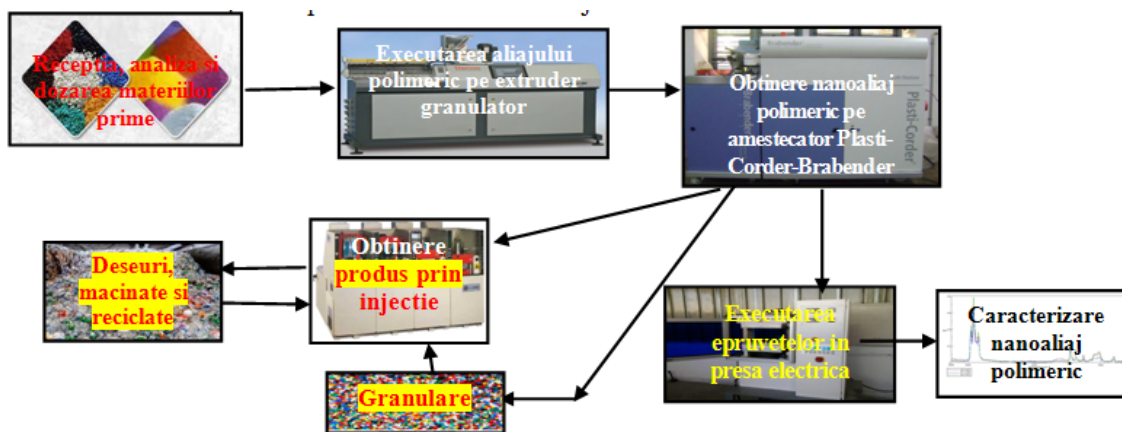 Receptia, analiza si
dozarea materiilor
prime
Executarea aliajului
polimeric pe extruder
granulator
Brabender
Obtinere nanoaliaj
polimeric pe
amestecator Plasti-
Corder-Brabender
Plasti-Corder
Deseuri,
macinate si
reciclate
Obtinere
produs prin
injectie
Executarea
epruvetelor in
presa electrica
Caracterizare
nanoaliaj
polimeric
Granulare